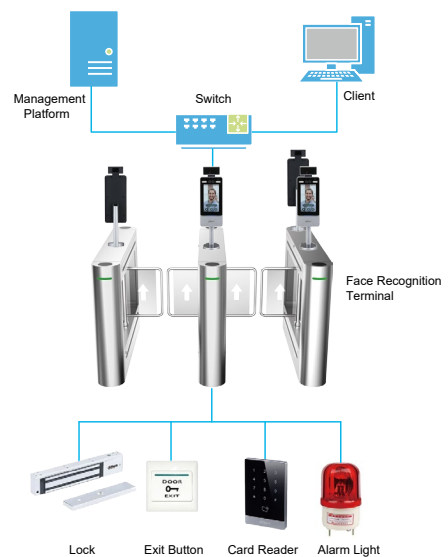 Management
Platform
Switch
Client
Face Recognition
Terminal
DOOR
EXIT
Lock
Exit Button
Card Reader
Alarm Light